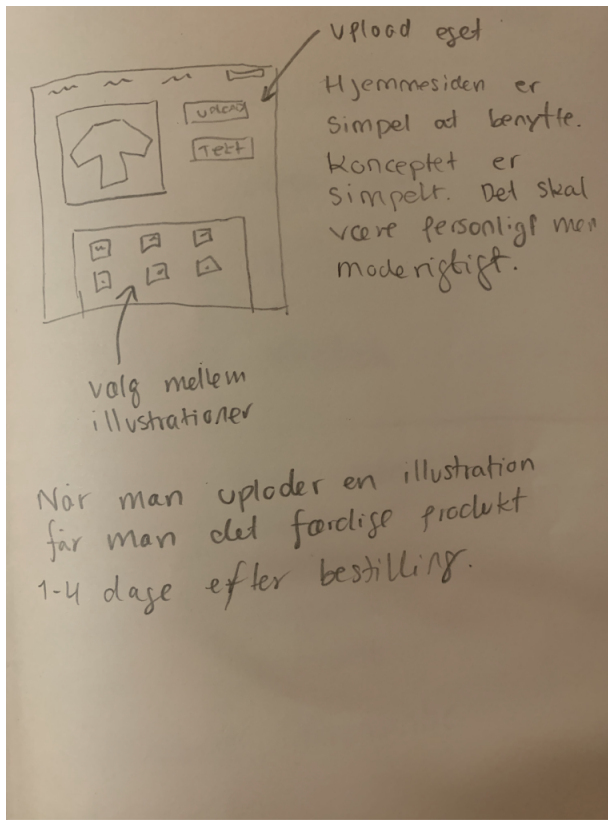 upload eget
upload
Tekt
Hjemmesiden er
simpel at benytte.
Konceptet er
simpelt. Det skal
være personligt men
moderigtigt.
valg mellem
illustrationer
Når man uploder en illustration
får man det færdige produkt
1-4 dage efter bestilling.